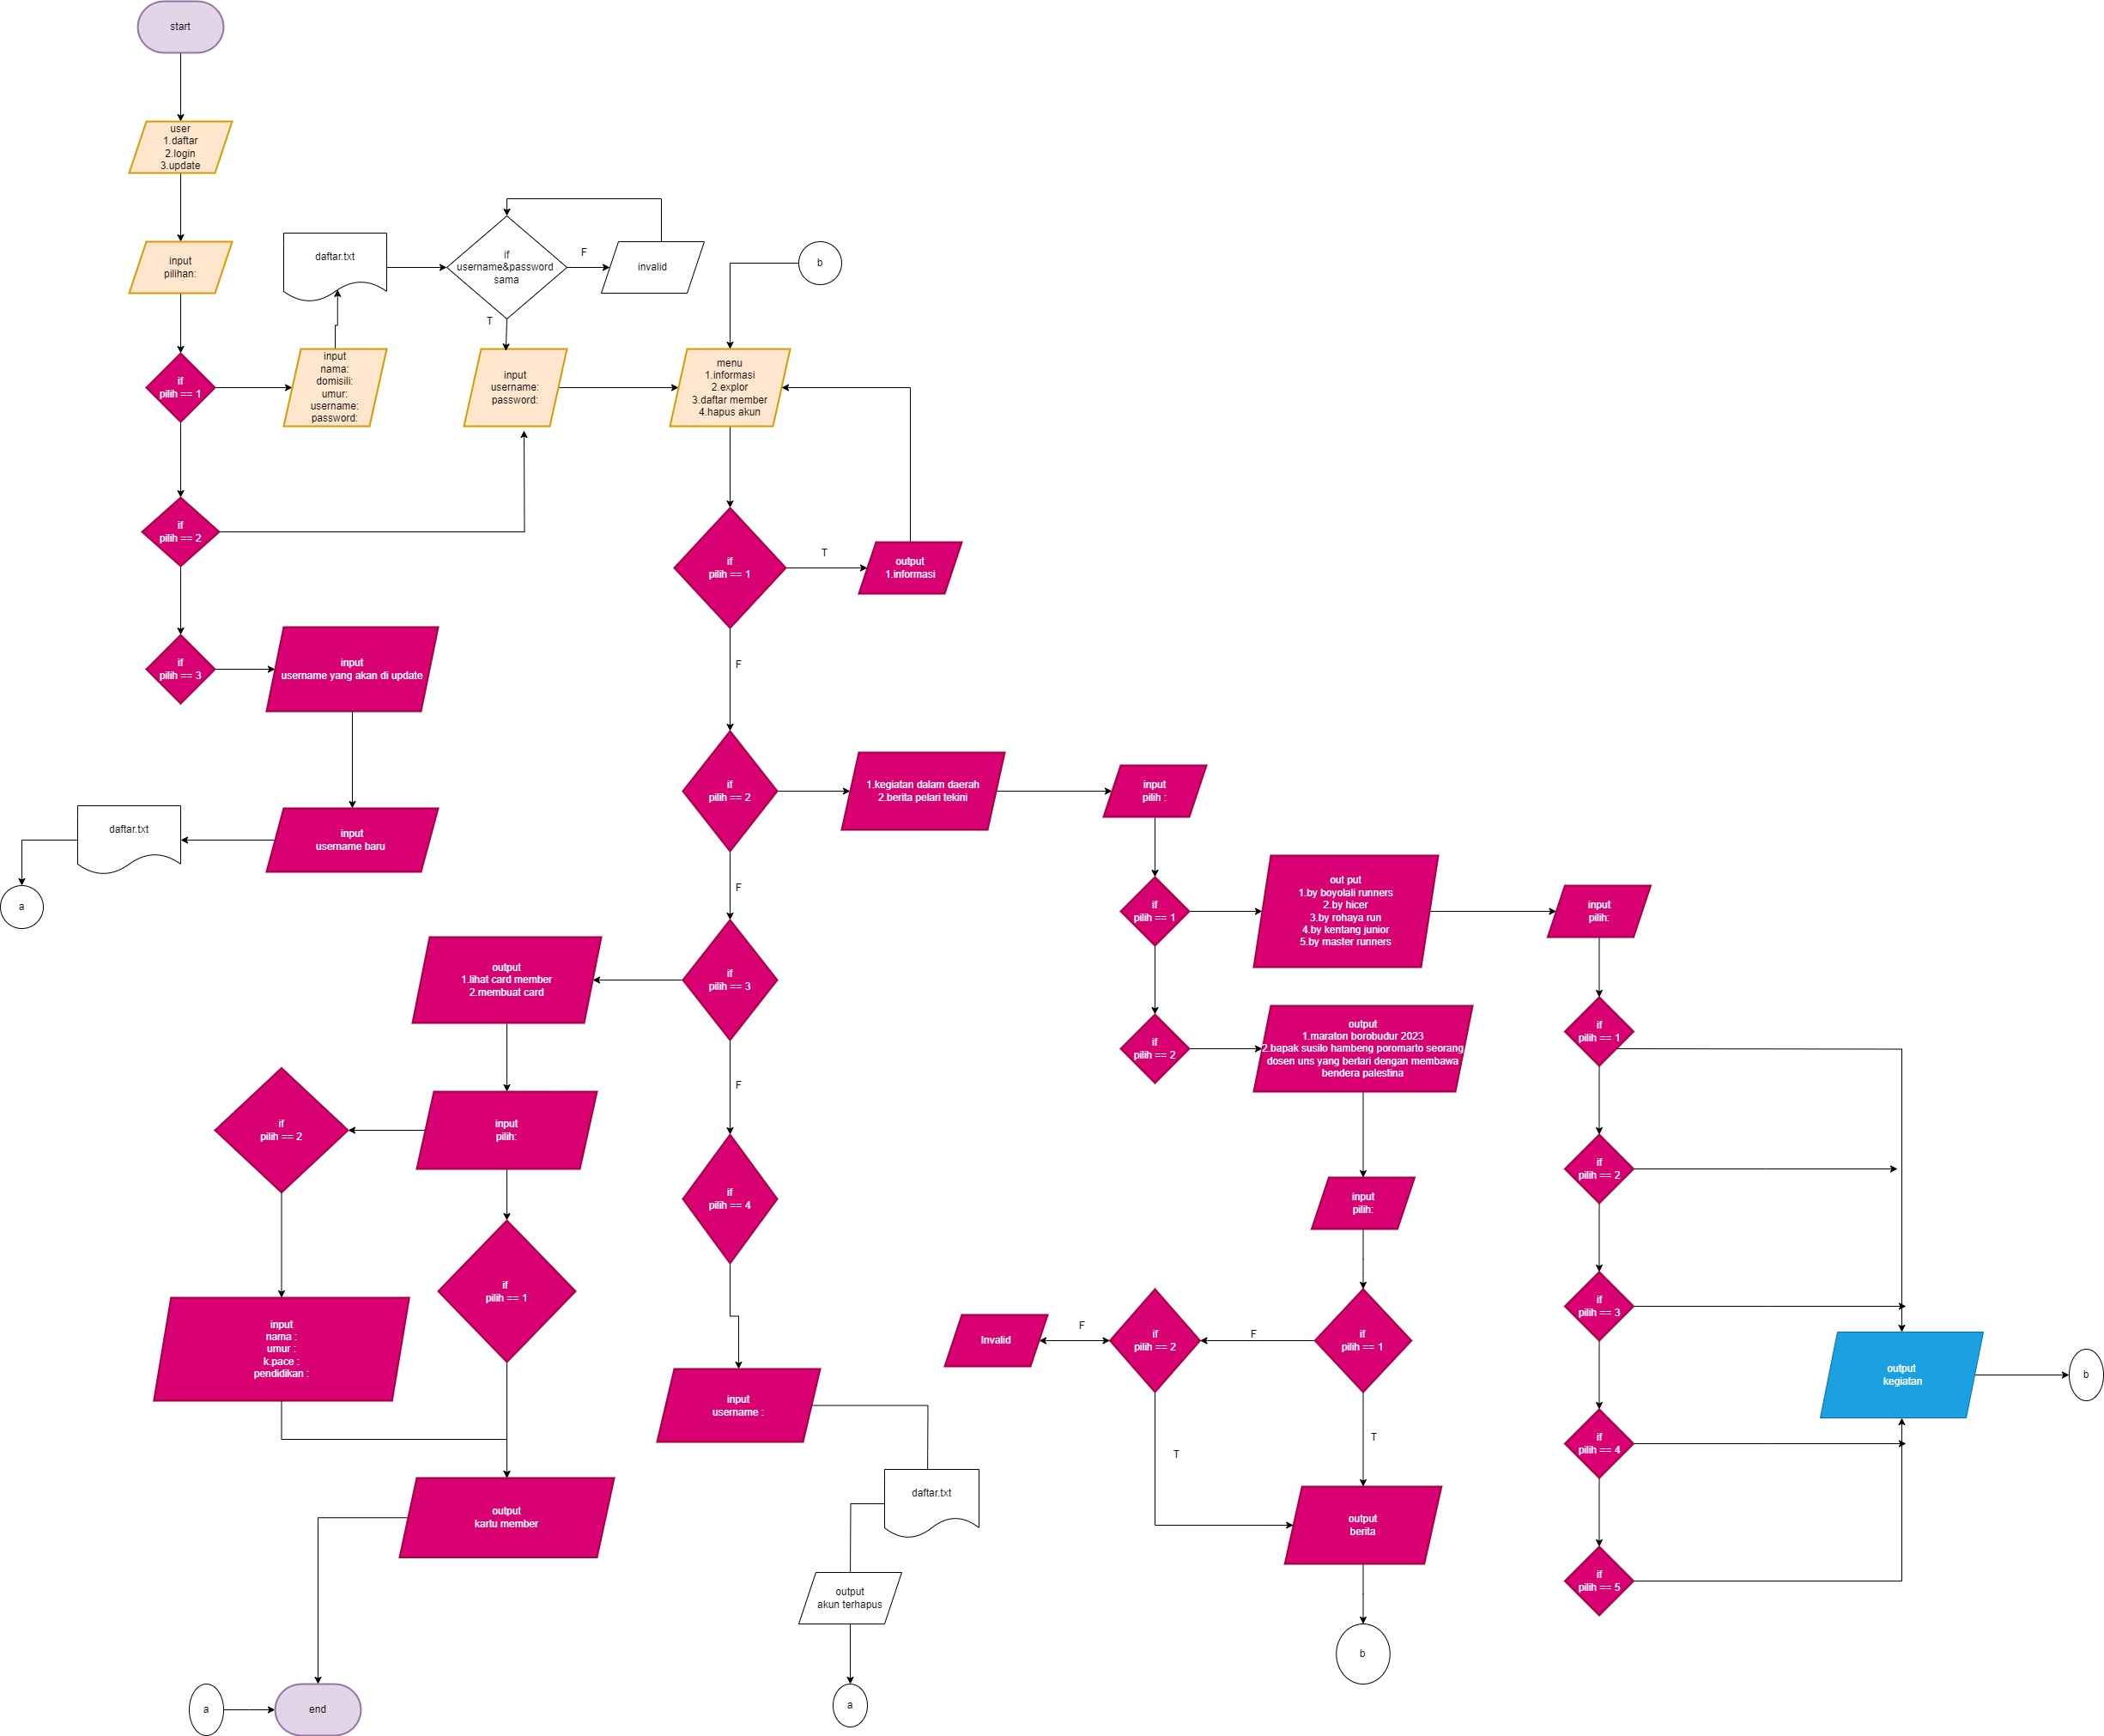 start
user
1.daftar
2.login
3.update
input
pilihan:
daftar.txt
if
username&password
sama
F
invalid
b
T
if
pilih == 1
input
nama:
domisili:
umur:
username:
password:
input
username:
password:
menu
1.informasi
2.explor
3.daftar member
4.hapus akun
if
pilih == 2
if
pilih == 1
T
output
1.informasi
F
if
pilih == 3
input
username yang akan di update
if
pilih == 2
1.kegiatan dalam daerah
2.berita pelari tekini
input
pilih :
daftar.txt
input
username baru
a
F
if
pilih == 1
out put
1.by boyolali runners
2.by hicer
3.by rohaya run
4.by kentang junior
5.by master runners
input
pilih:
output
1.lihat card member
2.membuat card
if
pilih == 3
if
pilih == 2
output
1.maraton borobudur 2023
2.bapak susilo hambeng poromarto seorang
dosen uns yang berlari dengan membawa
bendera palestina
if
pilih == 1
F
if
pilih == 2
input
pilih:
if
pilih == 4
input
pilih:
if
pilih == 2
if
pilih == 1
input
nama :
umur :
k.pace :
pendidikan :
Invalid
F
if
pilih == 2
F
if
pilih == 1
if
pilih == 3
output
kegiatan
b
input
username :
T
T
if
pilih == 4
output
kartu member
daftar.txt
output
berita
if
pilih == 5
output
akun terhapus
b
a
end
a